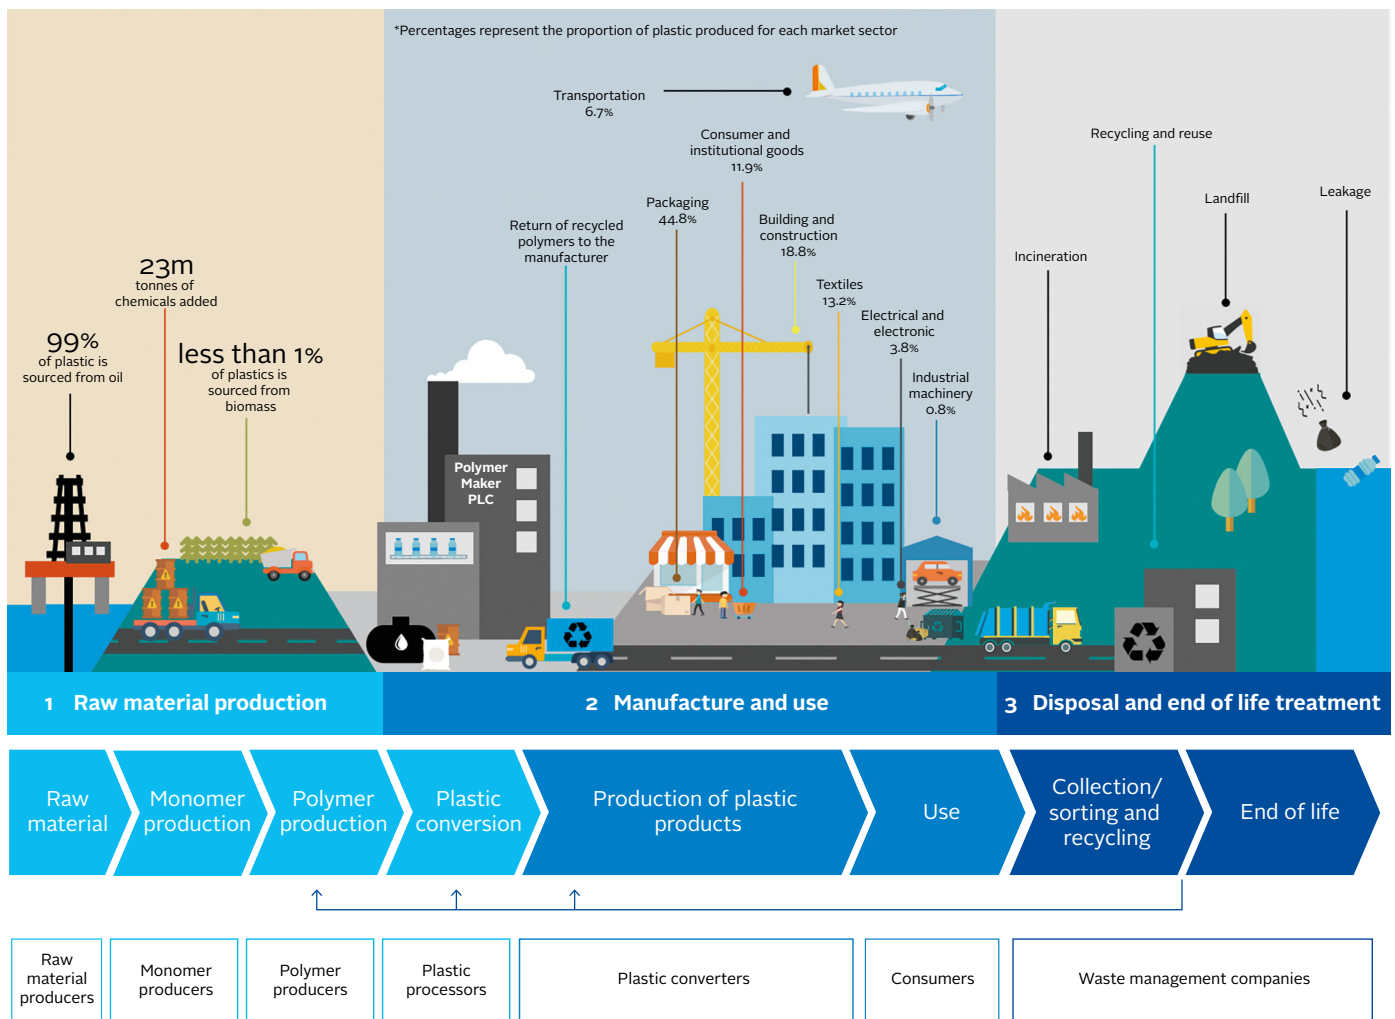 *Percentages represent the proportion of plastic produced for each market sector
Transportation
6.7%
Consumer and
institutional goods
11.9%
Recycling and reuse
Packaging
44.8%
Building and
construction
18.8%
Return of recycled
polymers to the
manufacturer
Landfill
Leakage
Incineration
23m
tonnes of
chemicals added
Textiles
13.2%
Electrical and
electronic
3.8%
99%
of plastic is
sourced from oil
less than 1%
of plastics is
sourced from
biomass
Industrial
machinery
0.8%
Polymer
Maker
PLC
1 Raw material production
2 Manufacture and use
3 Disposal and end of life treatment
Raw
material
Monomer
production
Polymer
production
Plastic
conversion
Production of plastic
products
Use
Collection/
sorting and
recycling
End of life
Raw
material
producers
Monomer
producers
Polymer
producers
Plastic
processors
Plastic converters
Consumers
Waste management companies